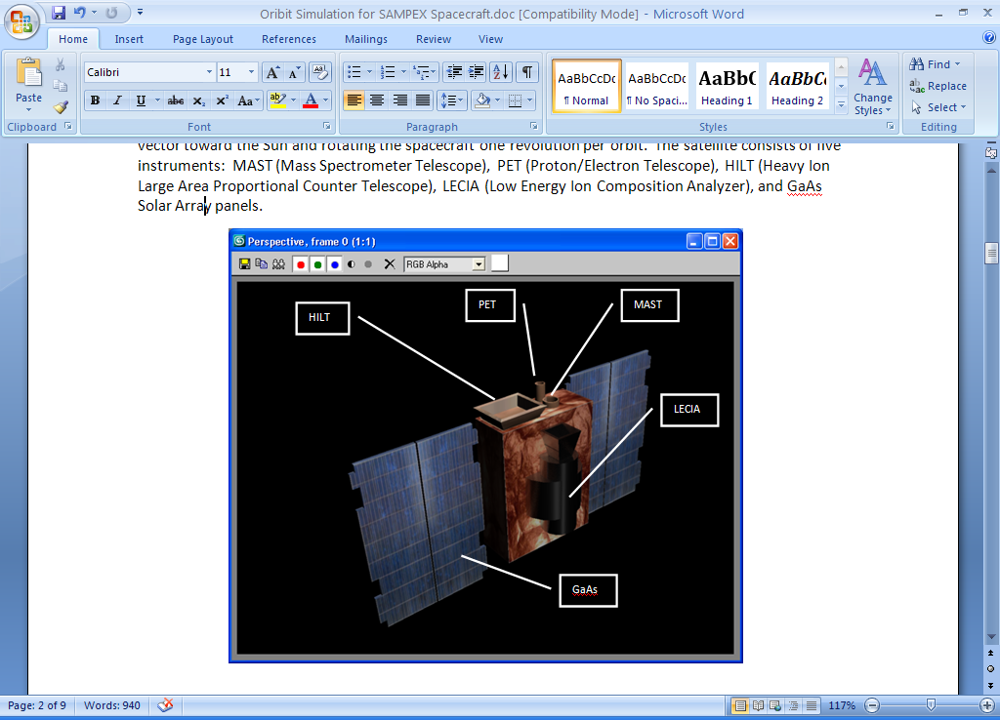 Oribit Simulation for SAMPEX Spacecraft.doc [Compatibility Mode] - Microsoft Word
Home Insert Page Layout References Mailings Review View
Paste
Calibri 11
B I U abc X₂ X² Aa ab A
AaBbCcDc AaBbCcDc AaBbC AaBbCc
¶ Normal ¶ No Spaci... Heading 1 Heading 2
Change Styles
Find
Replace
Select
Clipboard Font Paragraph Styles Editing
vector toward the Sun and rotating the spacecraft one revolution per orbit. The satellite consists of five
instruments: MAST (Mass Spectrometer Telescope), PET (Proton/Electron Telescope), HILT (Heavy Ion
Large Area Proportional Counter Telescope), LECIA (Low Energy Ion Composition Analyzer), and GaAs
Solar Array panels.
Perspective, frame 0 (1:1)
RGB Alpha
HILT
PET
MAST
LECIA
GaAs
Page: 2 of 9 Words: 940 117%